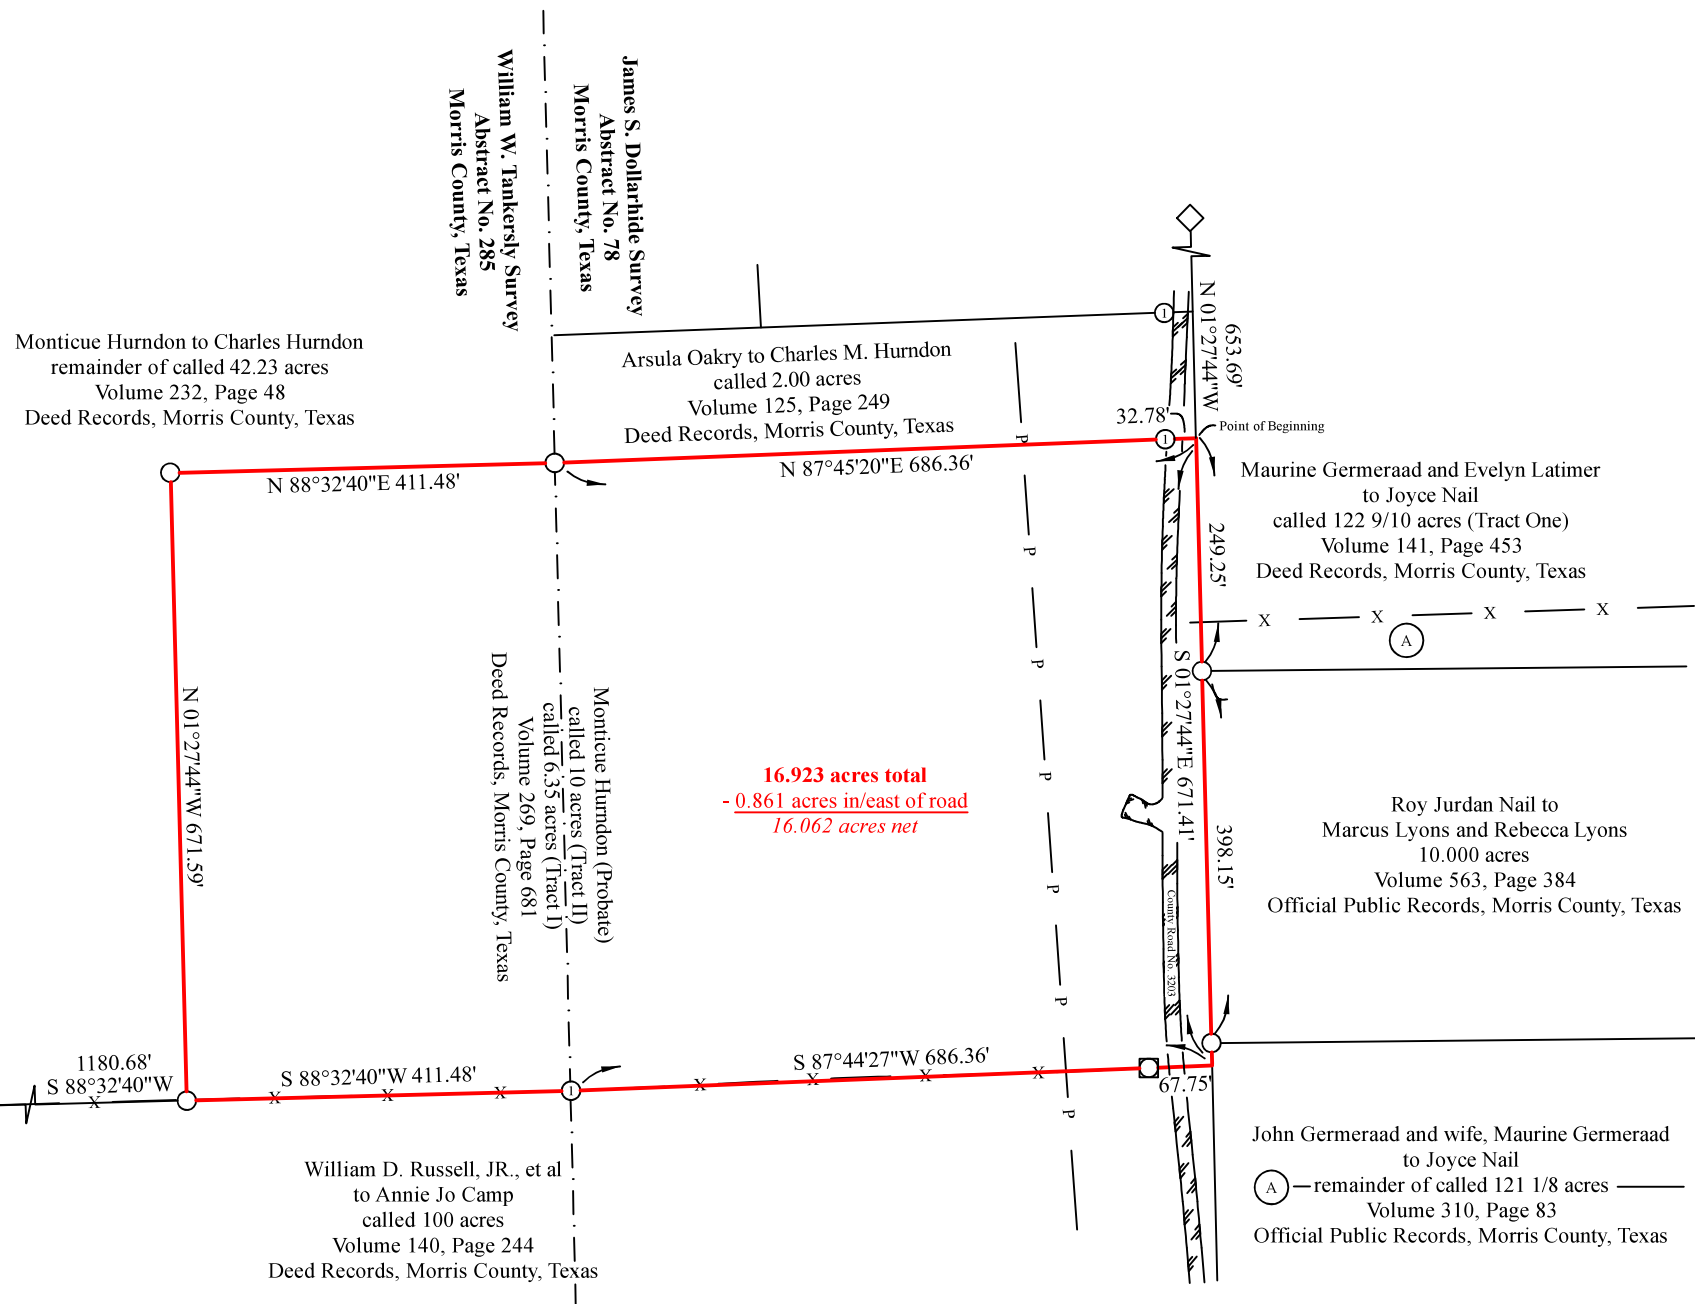 William W. Tankersly Survey
Abstract No. 285
Morris County, Texas
James S. Dollarhide Survey
Abstract No. 78
Morris County, Texas
Monticue Hurndon to Charles Hurndon
remainder of called 42.23 acres
Volume 232, Page 48
Deed Records, Morris County, Texas
Arsula Oakry to Charles M. Hurndon
called 2.00 acres
Volume 125, Page 249
Deed Records, Morris County, Texas
1
N 01°27'44"W
653.69'
32.78'
1
Point of Beginning
N 88°32'40"E 411.48'
N 87°45'20"E 686.36'
Maurine Germeraad and Evelyn Latimer
to Joyce Nail
called 122 9/10 acres (Tract One)
Volume 141, Page 453
Deed Records, Morris County, Texas
249.25'
P
P
P
P
P
P
P
X
X
X
X
A
N 01°27'44"W 671.59'
Monticue Hurndon (Probate)
called 10 acres (Tract II)
called 6.35 acres (Tract I)
Volume 269, Page 681
Deed Records, Morris County, Texas
16.923 acres total
- 0.861 acres in/east of road
16.062 acres net
S 01°27'44"E 671.41'
398.15'
County Road No. 3203
Roy Jurdan Nail to
Marcus Lyons and Rebecca Lyons
10.000 acres
Volume 563, Page 384
Official Public Records, Morris County, Texas
1180.68'
S 88°32'40"W
X
S 88°32'40"W 411.48'
X
X
X
1
S 87°44'27"W 686.36'
X
X
X
X
67.75'
William D. Russell, JR., et al
to Annie Jo Camp
called 100 acres
Volume 140, Page 244
Deed Records, Morris County, Texas
John Germeraad and wife, Maurine Germeraad
to Joyce Nail
A remainder of called 121 1/8 acres
Volume 310, Page 83
Official Public Records, Morris County, Texas